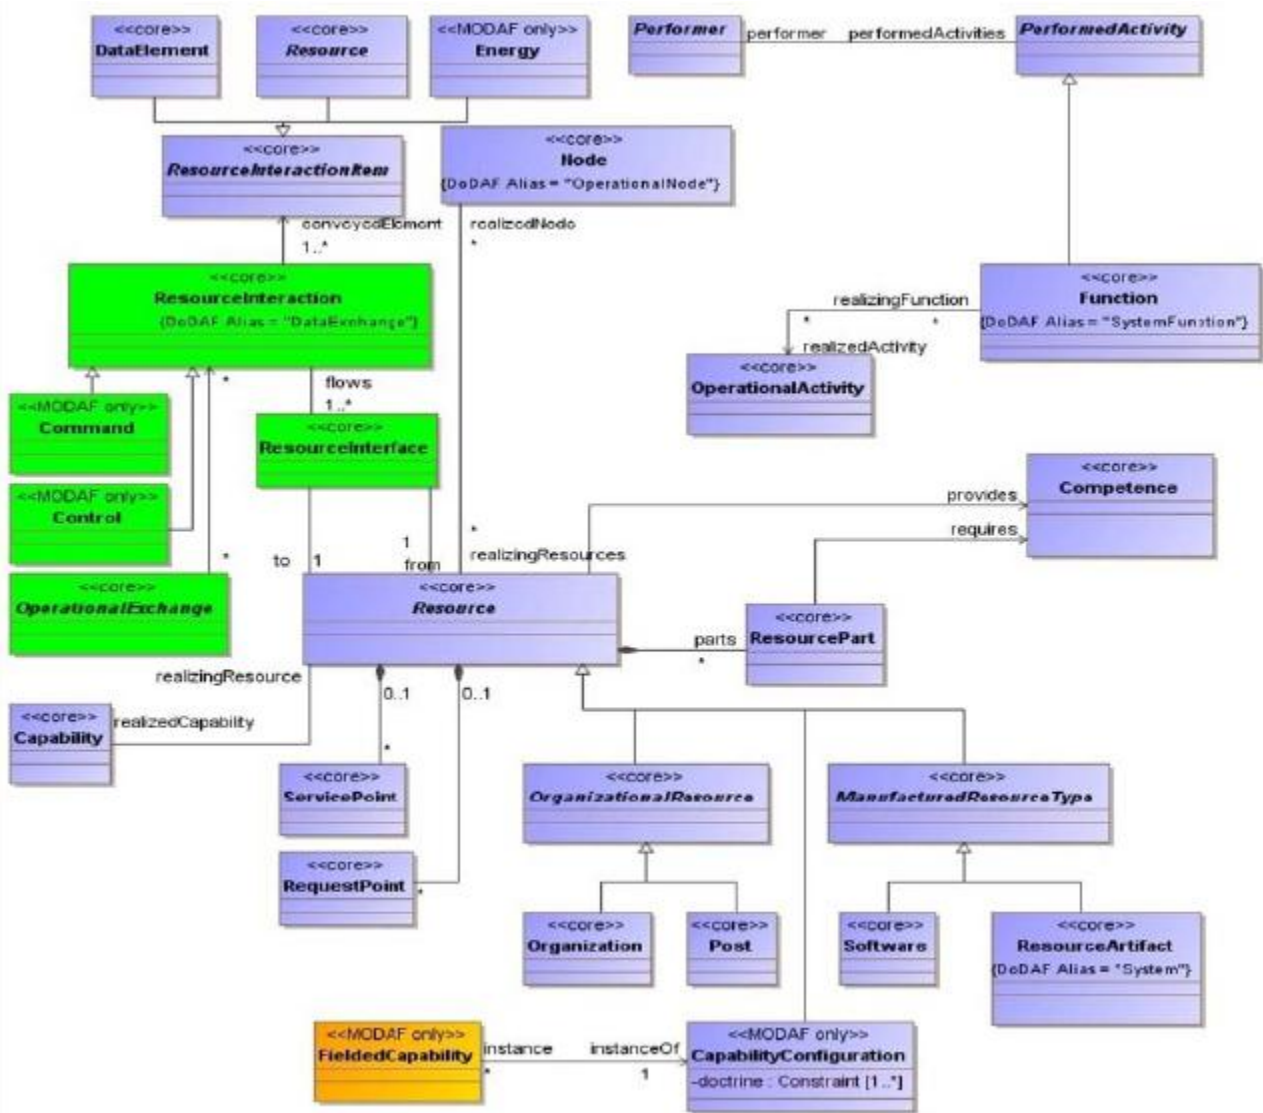 <<core>>
DataElement
<<core>>
Resource
<<MODAF only>>
Energy
Performer
performer
performedActivities
PerformedActivity
<<core>>
ResourceInteractionItem
<<core>>
Node
{DoDAF Alias = "OperationalNode"}
conveyedElement
1..*
realizedNode
*
<<core>>
ResourceInteraction
{DoDAF Alias = "DataExchange"}
<<core>>
Function
{DoDAF Alias = "SystemFunction"}
realizingFunction
*
*
realizedActivity
<<core>>
OperationalActivity
*
flows
1..*
<<MODAF only>>
Command
<<core>>
ResourceInterface
<<MODAF only>>
Control
<<core>>
Competence
provides
requires
*
to
1
1
from
*
realizingResources
<<core>>
OperationalExchange
<<core>>
Resource
parts
*
<<core>>
ResourcePart
realizingResource
0..1
0..1
<<core>>
Capability
realizedCapability
*
<<core>>
ServicePoint
<<core>>
OrganizationalResource
<<core>>
ManufacturedResourceType
<<core>>
RequestPoint
*
<<core>>
Organization
<<core>>
Post
<<core>>
Software
<<core>>
ResourceArtifact
{DoDAF Alias = "System"}
<<MODAF only>>
FieldedCapability
instance
*
instanceOf
1
<<MODAF only>>
CapabilityConfiguration
-doctrine : Constraint [1..*]